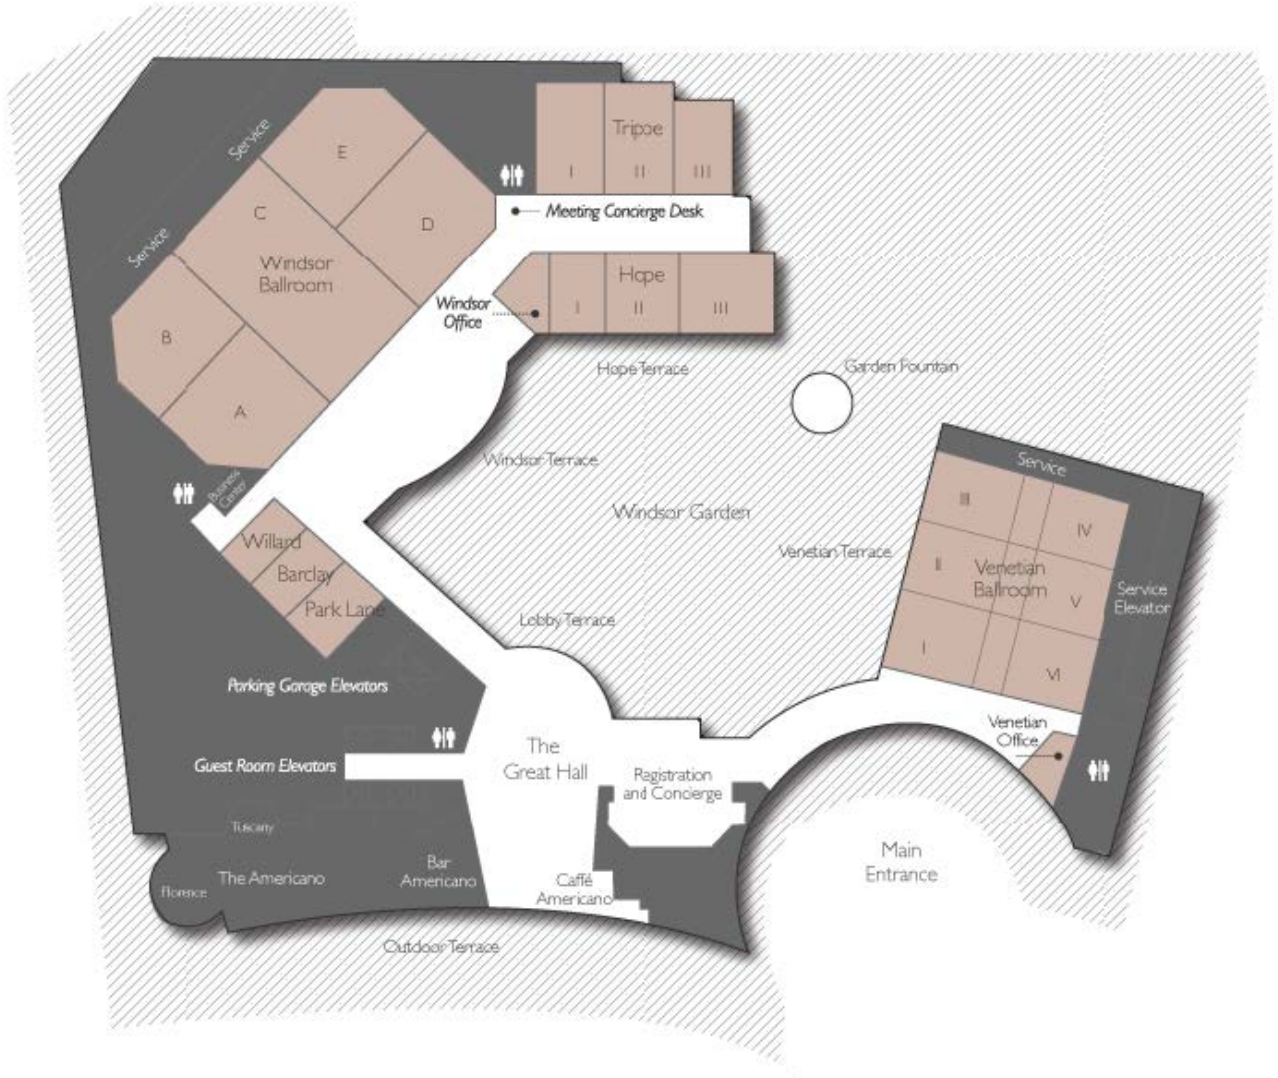 Service
E
C
Service
D
Windsor
Ballroom
B
A
Trippe
I
II
III
Meeting Concierge Desk
Hope
I
II
III
Windsor
Office
Hope Terrace
Garden Fountain
Windsor Terrace
Business
Center
Windsor Garden
Venetian Terrace
Service
III
IV
II
Venetian
Ballroom
V
Service
Elevator
I
VI
Venetian
Office
Willard
Barclay
Park Lane
Lobby Terrace
Parking Garage Elevators
Guest Room Elevators
The
Great Hall
Registration
and Concierge
Main
Entrance
Tuscany
The Americano
Florence
Bar
Americano
Caffé
Americano
Outdoor Terrace